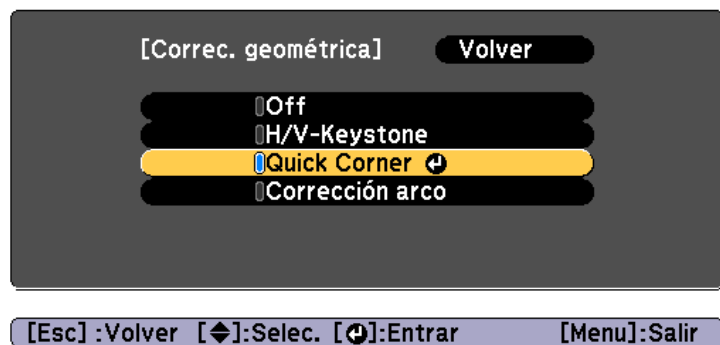 [Correc. geométrica] Volver
Off
H/V-Keystone
Quick Corner
Corrección arco
[Esc] :Volver [◆]:Selec. [↵]:Entrar [Menu]:Salir